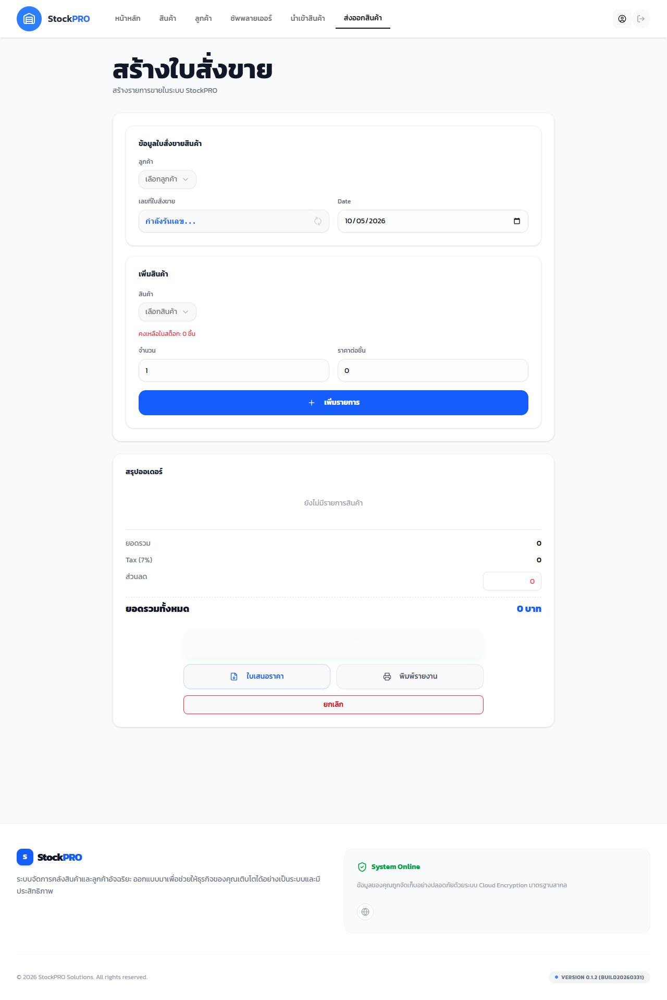 StockPRO
หน้าหลัก
สินค้า
ลูกค้า
ซัพพลายเออร์
นำเข้าสินค้า
ส่งออกสินค้า
สร้างใบสั่งขาย
สร้างรายการขายในระบบ StockPRO
ข้อมูลใบสั่งขายสินค้า
ลูกค้า
เลือกลูกค้า
เลขที่ใบสั่งขาย
Date
กำลังรันเลข...
10/05/2026
เพิ่มสินค้า
สินค้า
เลือกสินค้า
คงเหลือในสต็อก: 0 ชิ้น
จำนวน
ราคาต่อชิ้น
1
0
เพิ่มรายการ
สรุปออเดอร์
ยังไม่มีรายการสินค้า
ยอดรวม 0
Tax (7%) 0
ส่วนลด 0
ยอดรวมทั้งหมด 0 บาท
ใบเสนอราคา
พิมพ์รายงาน
ยกเลิก
S StockPRO
ระบบจัดการคลังสินค้าและลูกค้าอัจฉริยะ ออกแบบมาเพื่อช่วยให้ธุรกิจของคุณเติบโตได้อย่างเป็นระบบและมี
ประสิทธิภาพ
System Online
ข้อมูลของคุณถูกจัดเก็บอย่างปลอดภัยด้วยระบบ Cloud Encryption มาตรฐานสากล
© 2026 StockPRO Solutions. All rights reserved.
VERSION 0.1.2 (BUILD20260331)